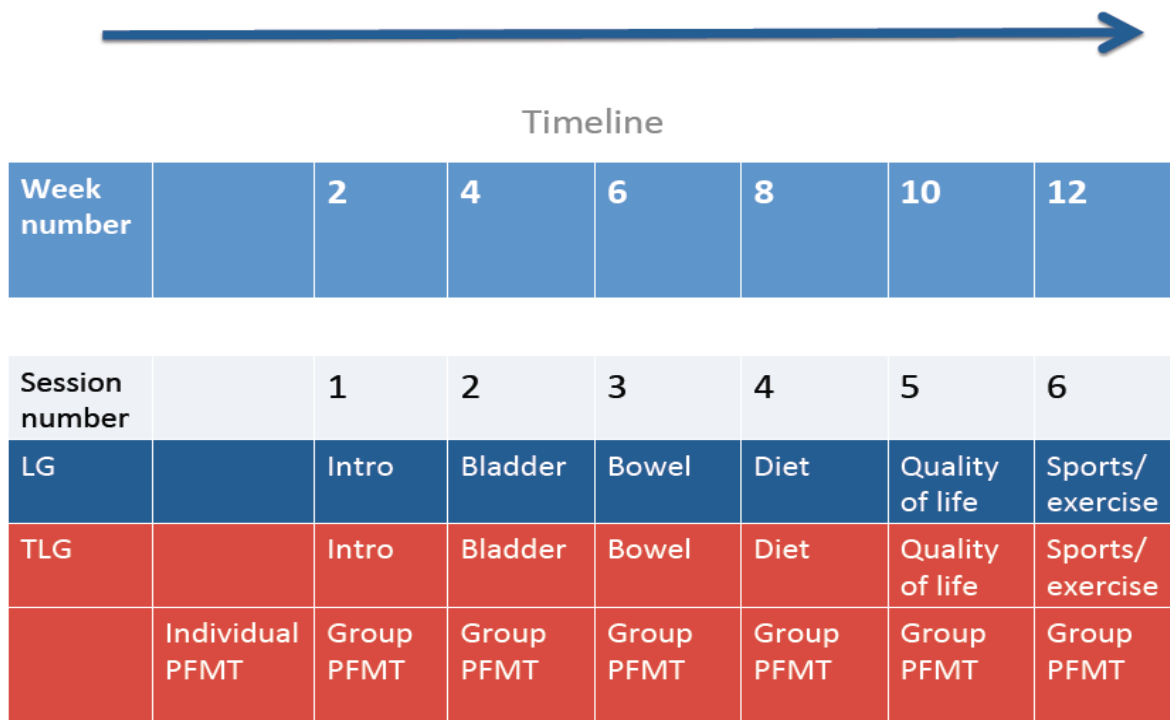 Timeline
Week number 2 4 6 8 10 12
Session number 1 2 3 4 5 6
LG Intro Bladder Bowel Diet Quality of life Sports/ exercise
TLG Intro Bladder Bowel Diet Quality of life Sports/ exercise
Individual PFMT Group PFMT Group PFMT Group PFMT Group PFMT Group PFMT Group PFMT